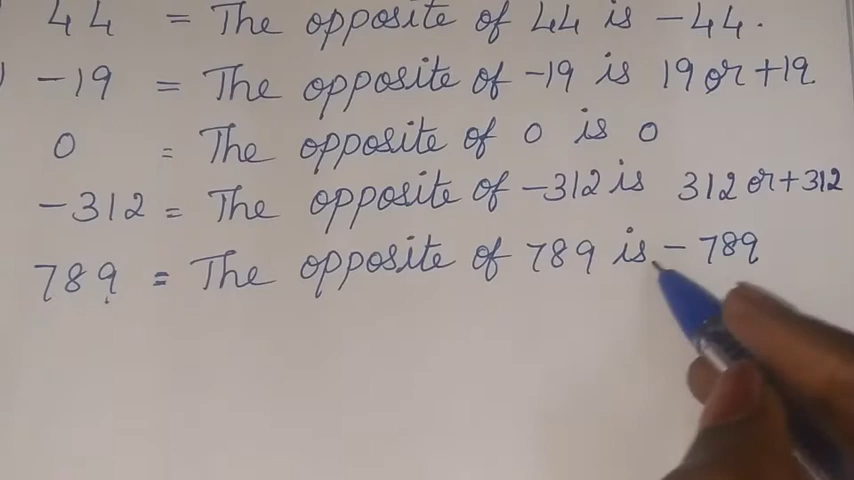 44 = The opposite of 44 is -44.
) -19 = The opposite of -19 is 19 or +19
0 = The opposite of 0 is 0
-312 = The opposite of -312 is 312 or +312
789 = The opposite of 789 is - 789